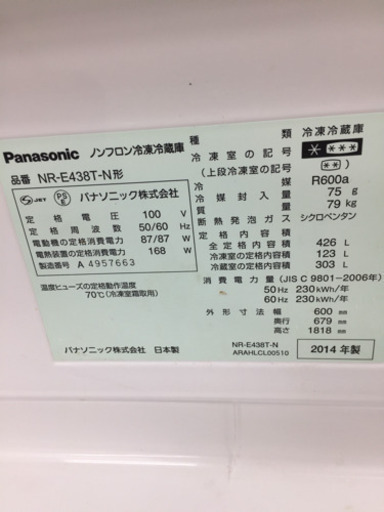 Panasonic ノンフロン冷凍冷蔵庫
品番 NR-E438T-N形
JET PS E パナソニック株式会社
定格電圧 100 V
定格周波数 50/60 Hz
電動機の定格消費電力 87/87 W
電熱装置の定格消費電力 168 W
製造番号 A 4957663
温度ヒューズの定格動作温度
70℃(冷凍室霜取用)
パナソニック株式会社 日本製
種類 冷凍冷蔵庫
冷凍室の記号 * ***
(上段冷凍室の記号) (**)
冷媒 R600a
冷媒封入量 75 g
質量 79 kg
断熱発泡ガス シクロペンタン
定格内容積
全定格内容積 426 L
冷凍室の定格内容積 123 L
冷蔵室の定格内容積 303 L
消費電力量 (JIS C 9801-2006年)
50Hz 230 kWh/年
60Hz 230 kWh/年
外形寸法 幅 600 mm
奥行 679 mm
高さ 1818 mm
NR-E438T-N
ARAHLCL00510
2014 年製